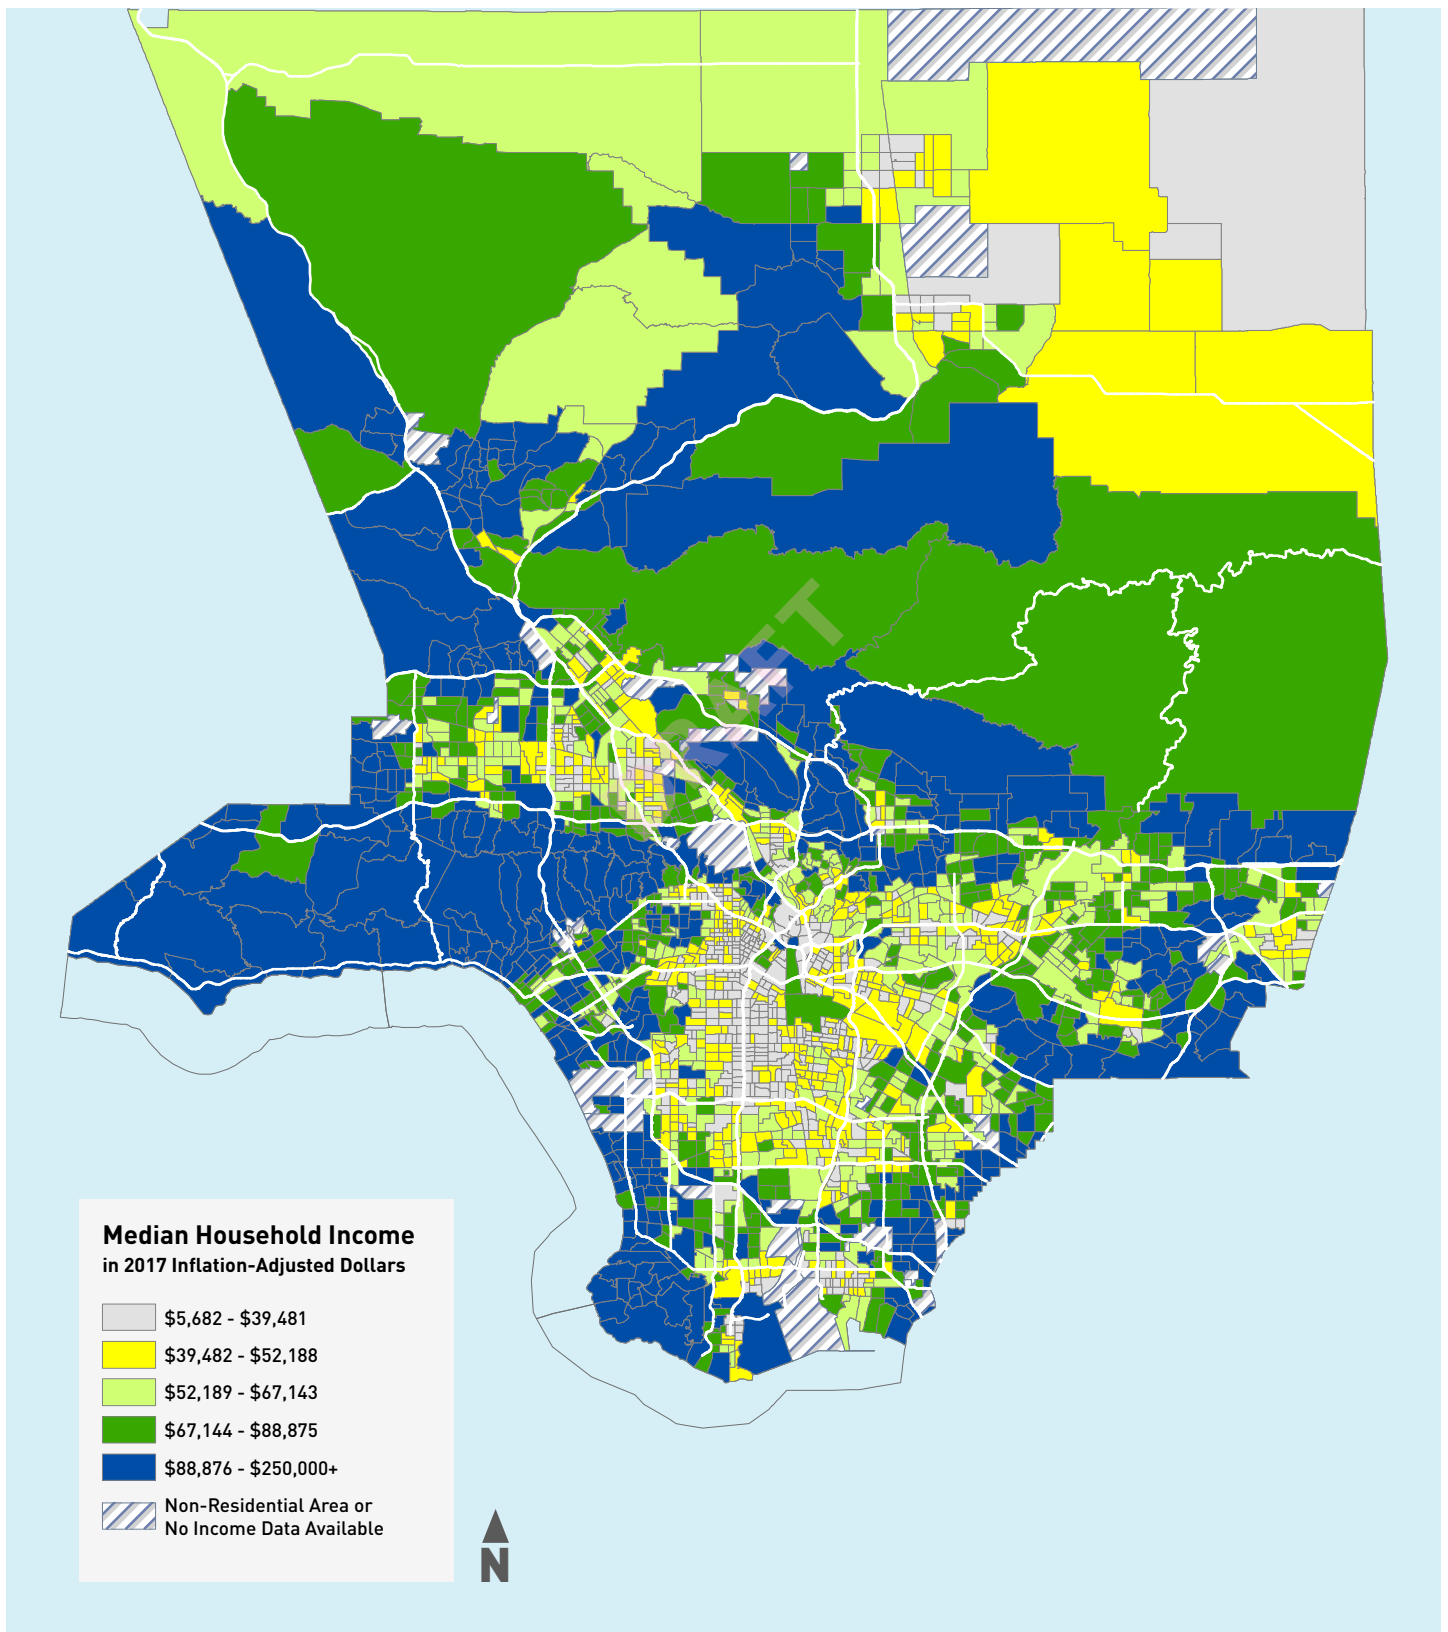 DRAFT
Median Household Income
in 2017 Inflation-Adjusted Dollars
$5,682 - $39,481
$39,482 - $52,188
$52,189 - $67,143
$67,144 - $88,875
$88,876 - $250,000+
Non-Residential Area or
No Income Data Available
N